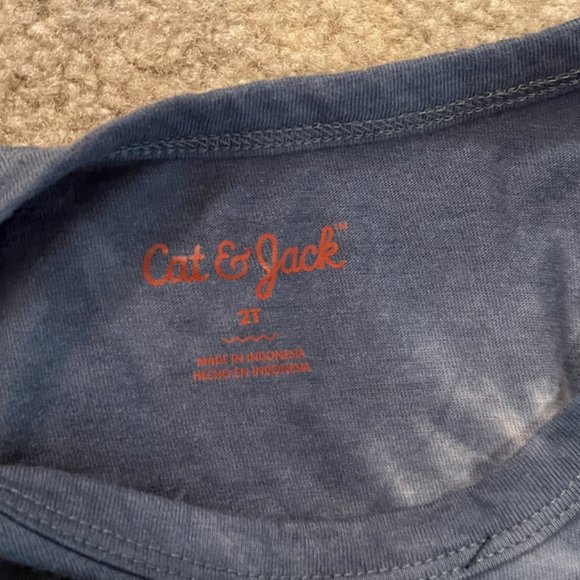 Cat & Jack™
2T
MADE IN INDONESIA
HECHO EN INDONESIA